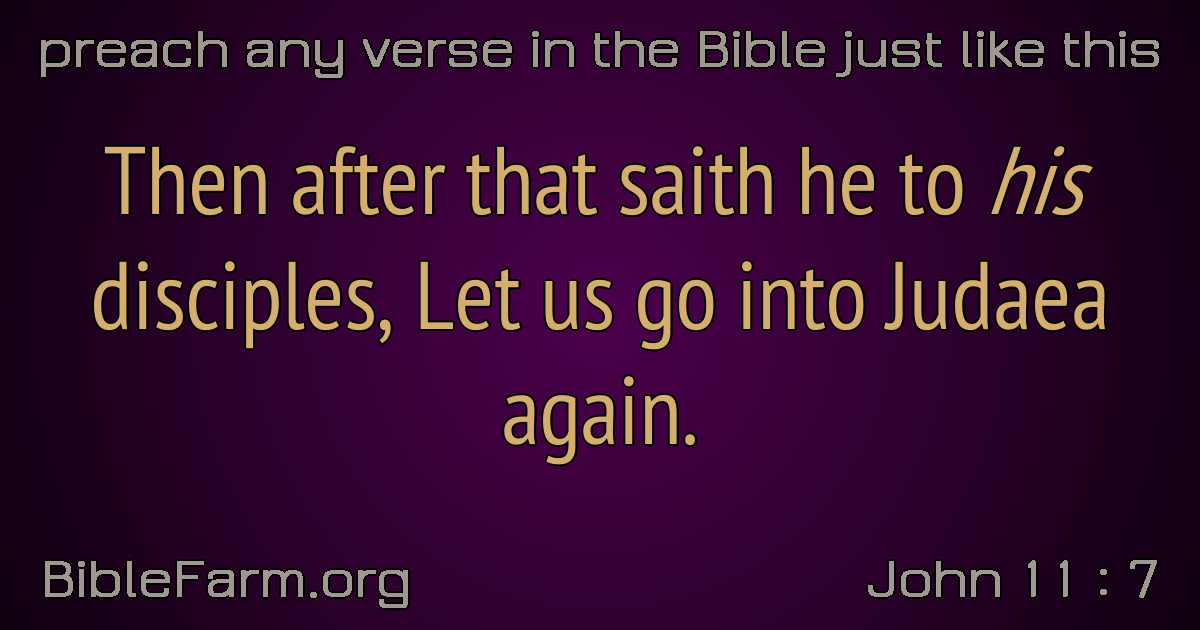 preach any verse in the Bible just like this
Then after that saith he to his
disciples, Let us go into Judaea
again.
BibleFarm.org
John 11 : 7